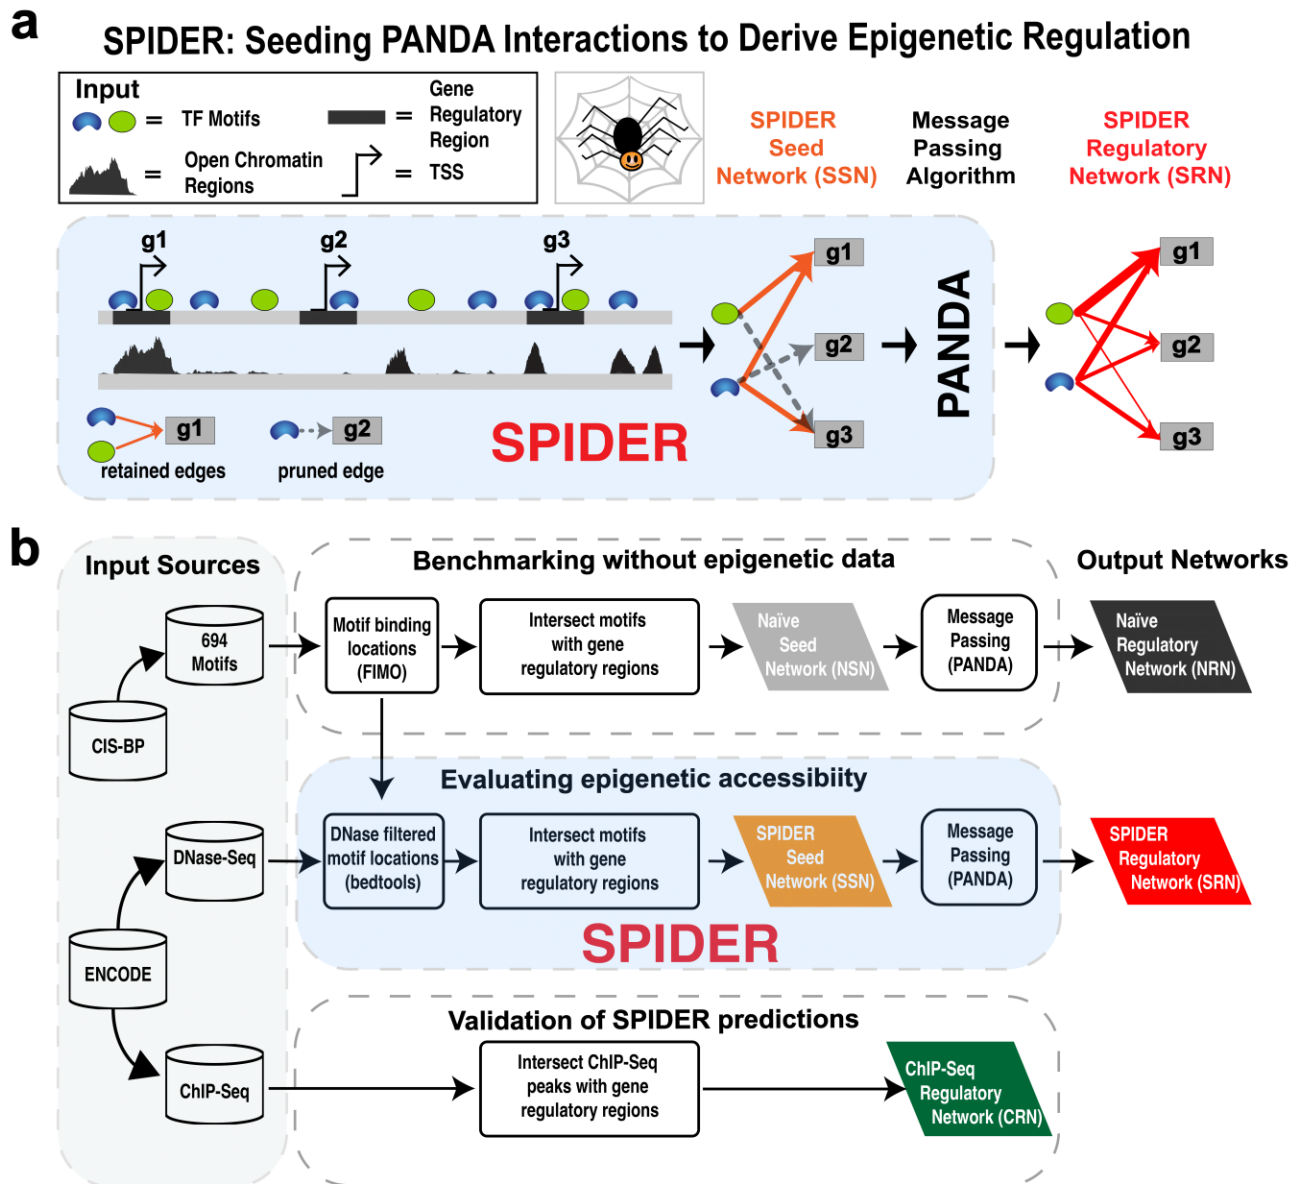 a
SPIDER: Seeding PANDA Interactions to Derive Epigenetic Regulation
Input
= TF Motifs
= Open Chromatin
Regions
= Gene
Regulatory
Region
= TSS
SPIDER
Seed
Network (SSN)
Message
Passing
Algorithm
SPIDER
Regulatory
Network (SRN)
g1
g2
g3
g1
g2
g3
PANDA
g1
g2
g3
g1
retained edges
g2
pruned edge
SPIDER
b
Input Sources
Benchmarking without epigenetic data
Output Networks
694
Motifs
CIS-BP
Motif binding
locations
(FIMO)
Intersect motifs
with gene
regulatory regions
Naïve
Seed
Network (NSN)
Message
Passing
(PANDA)
Naïve
Regulatory
Network (NRN)
Evaluating epigenetic accessibiity
DNase-Seq
ENCODE
DNase filtered
motif locations
(bedtools)
Intersect motifs
with gene
regulatory regions
SPIDER
Seed
Network (SSN)
Message
Passing
(PANDA)
SPIDER
Regulatory
Network (SRN)
SPIDER
Validation of SPIDER predictions
ChIP-Seq
Intersect ChIP-Seq
peaks with gene
regulatory regions
ChIP-Seq
Regulatory
Network (CRN)